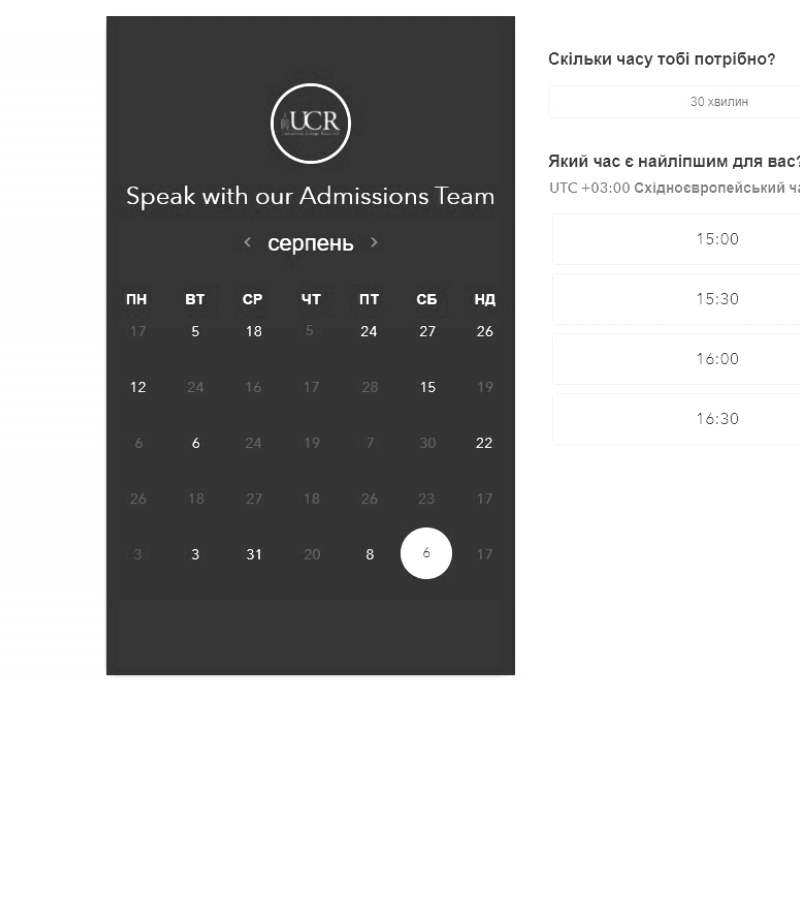 UCR
Speak with our Admissions Team
серпень
ПН ВТ СР ЧТ ПТ СБ НД
17 5 18 5 24 27 26
12 24 16 17 28 15 19
6 6 24 19 7 30 22
26 18 27 18 26 23 17
3 3 31 20 8 6 17
Скільки часу тобі потрібно?
30 хвилин
Який час є найліпшим для вас?
UTC +03:00 Східноєвропейський ча
15:00
15:30
16:00
16:30